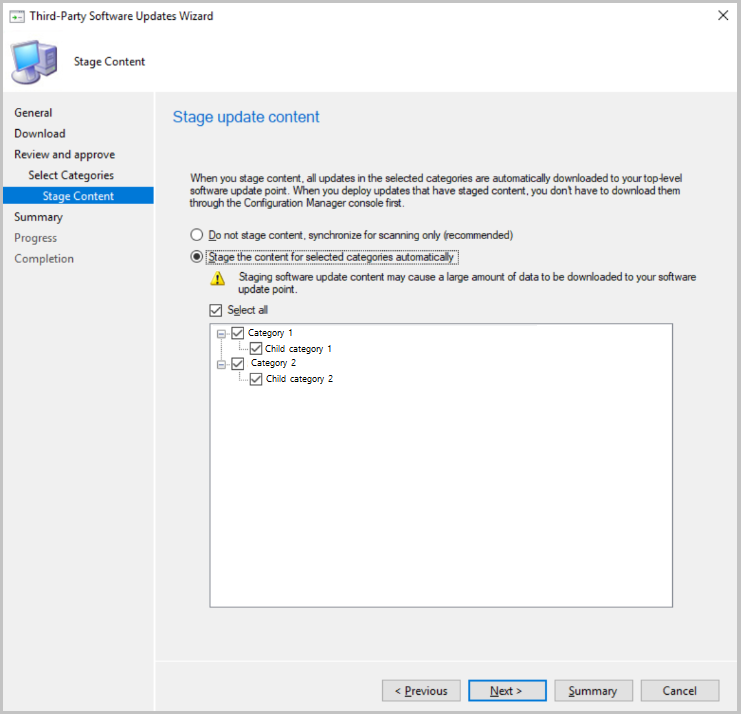 Third-Party Software Updates Wizard
Stage Content
General
Download
Review and approve
Select Categories
Stage Content
Summary
Progress
Completion
Stage update content
When you stage content, all updates in the selected categories are automatically downloaded to your top-level
software update point. When you deploy updates that have staged content, you don't have to download them
through the Configuration Manager console first.
Do not stage content, synchronize for scanning only (recommended)
Stage the content for selected categories automatically
Staging software update content may cause a large amount of data to be downloaded to your software
update point.
Select all
Category 1
Child category 1
Category 2
Child category 2
< Previous
Next >
Summary
Cancel